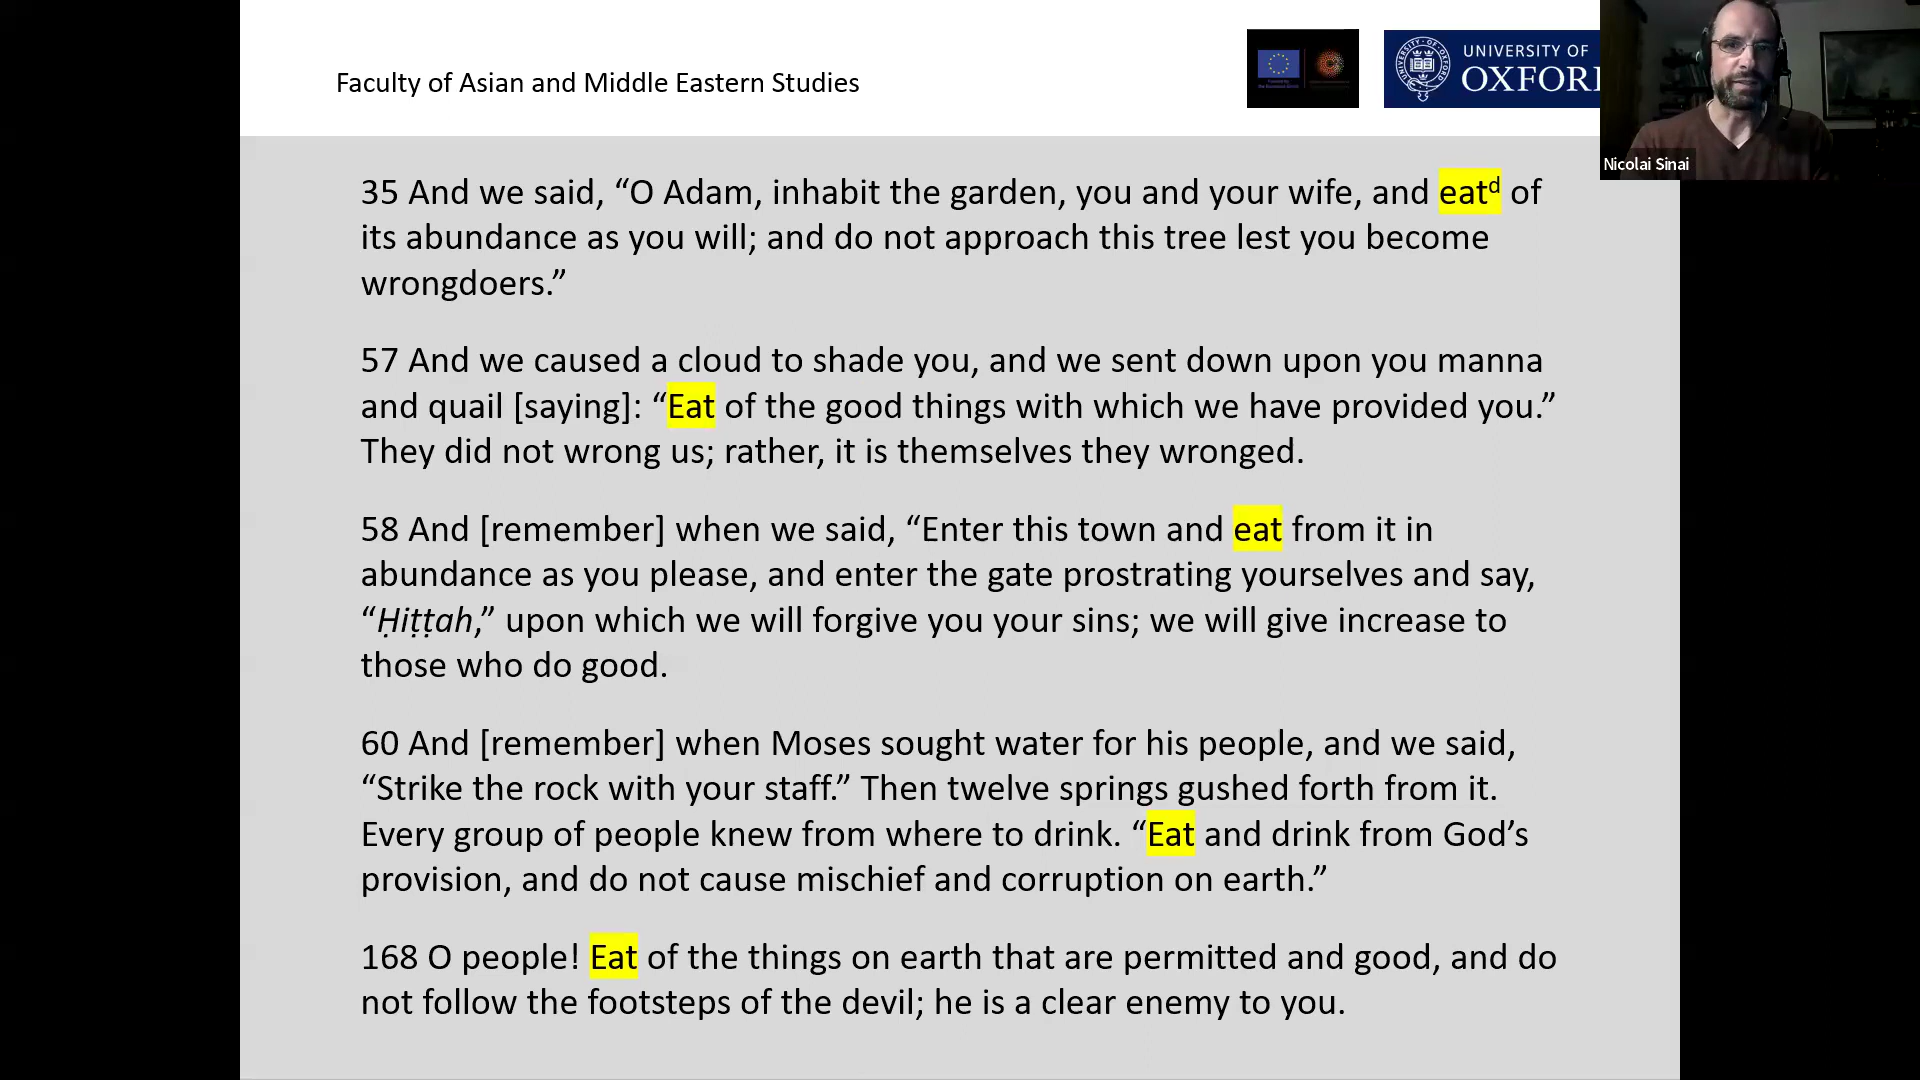 Faculty of Asian and Middle Eastern Studies
UNIVERSITY OF
OXFOR
Nicolai Sinai
35 And we said, “O Adam, inhabit the garden, you and your wife, and eatᵈ of
its abundance as you will; and do not approach this tree lest you become
wrongdoers.”
57 And we caused a cloud to shade you, and we sent down upon you manna
and quail [saying]: “Eat of the good things with which we have provided you.”
They did not wrong us; rather, it is themselves they wronged.
58 And [remember] when we said, “Enter this town and eat from it in
abundance as you please, and enter the gate prostrating yourselves and say,
“Ḥiṭṭah,” upon which we will forgive you your sins; we will give increase to
those who do good.
60 And [remember] when Moses sought water for his people, and we said,
“Strike the rock with your staff.” Then twelve springs gushed forth from it.
Every group of people knew from where to drink. “Eat and drink from God’s
provision, and do not cause mischief and corruption on earth.”
168 O people! Eat of the things on earth that are permitted and good, and do
not follow the footsteps of the devil; he is a clear enemy to you.